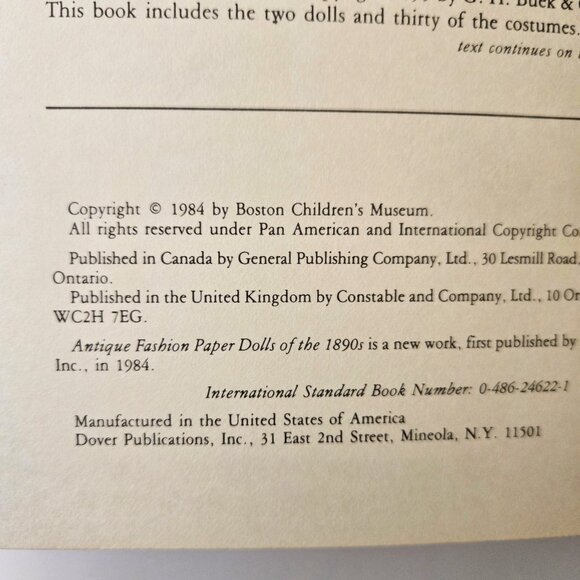 by G. H. Buek &
This book includes the two dolls and thirty of the costumes.
text continues on
Copyright © 1984 by Boston Children's Museum.
All rights reserved under Pan American and International Copyright
Published in Canada by General Publishing Company, Ltd., 30 Lesmill Road,
Ontario.
Published in the United Kingdom by Constable and Company, Ltd., 10
WC2H 7EG.
Antique Fashion Paper Dolls of the 1890s is a new work, first published by
Inc., in 1984.
International Standard Book Number: 0-486-24622-1
Manufactured in the United States of America
Dover Publications, Inc., 31 East 2nd Street, Mineola, N.Y. 11501